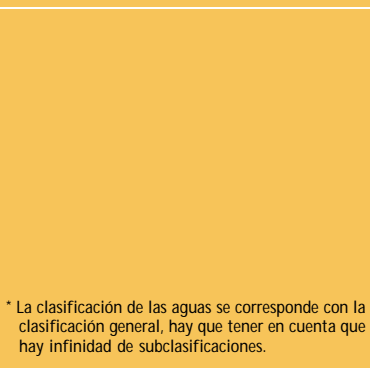 * La clasificación de las aguas se corresponde con la
clasificación general, hay que tener en cuenta que
hay infinidad de subclasificaciones.